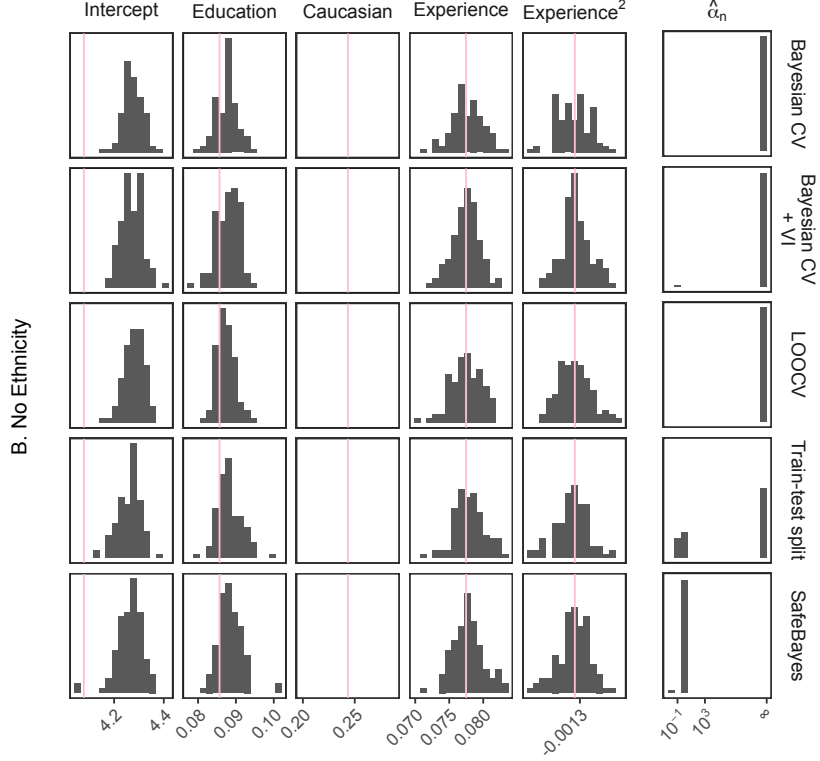 Intercept
Education
Caucasian
Experience
Experience²
α̂ₙ
Bayesian CV
Bayesian CV
+ VI
LOOCV
Train-test split
SafeBayes
B. No Ethnicity
4.2
4.4
0.08
0.09
0.10
0.20
0.25
0.070
0.075
0.080
-0.0013
10⁻¹
10³
∞